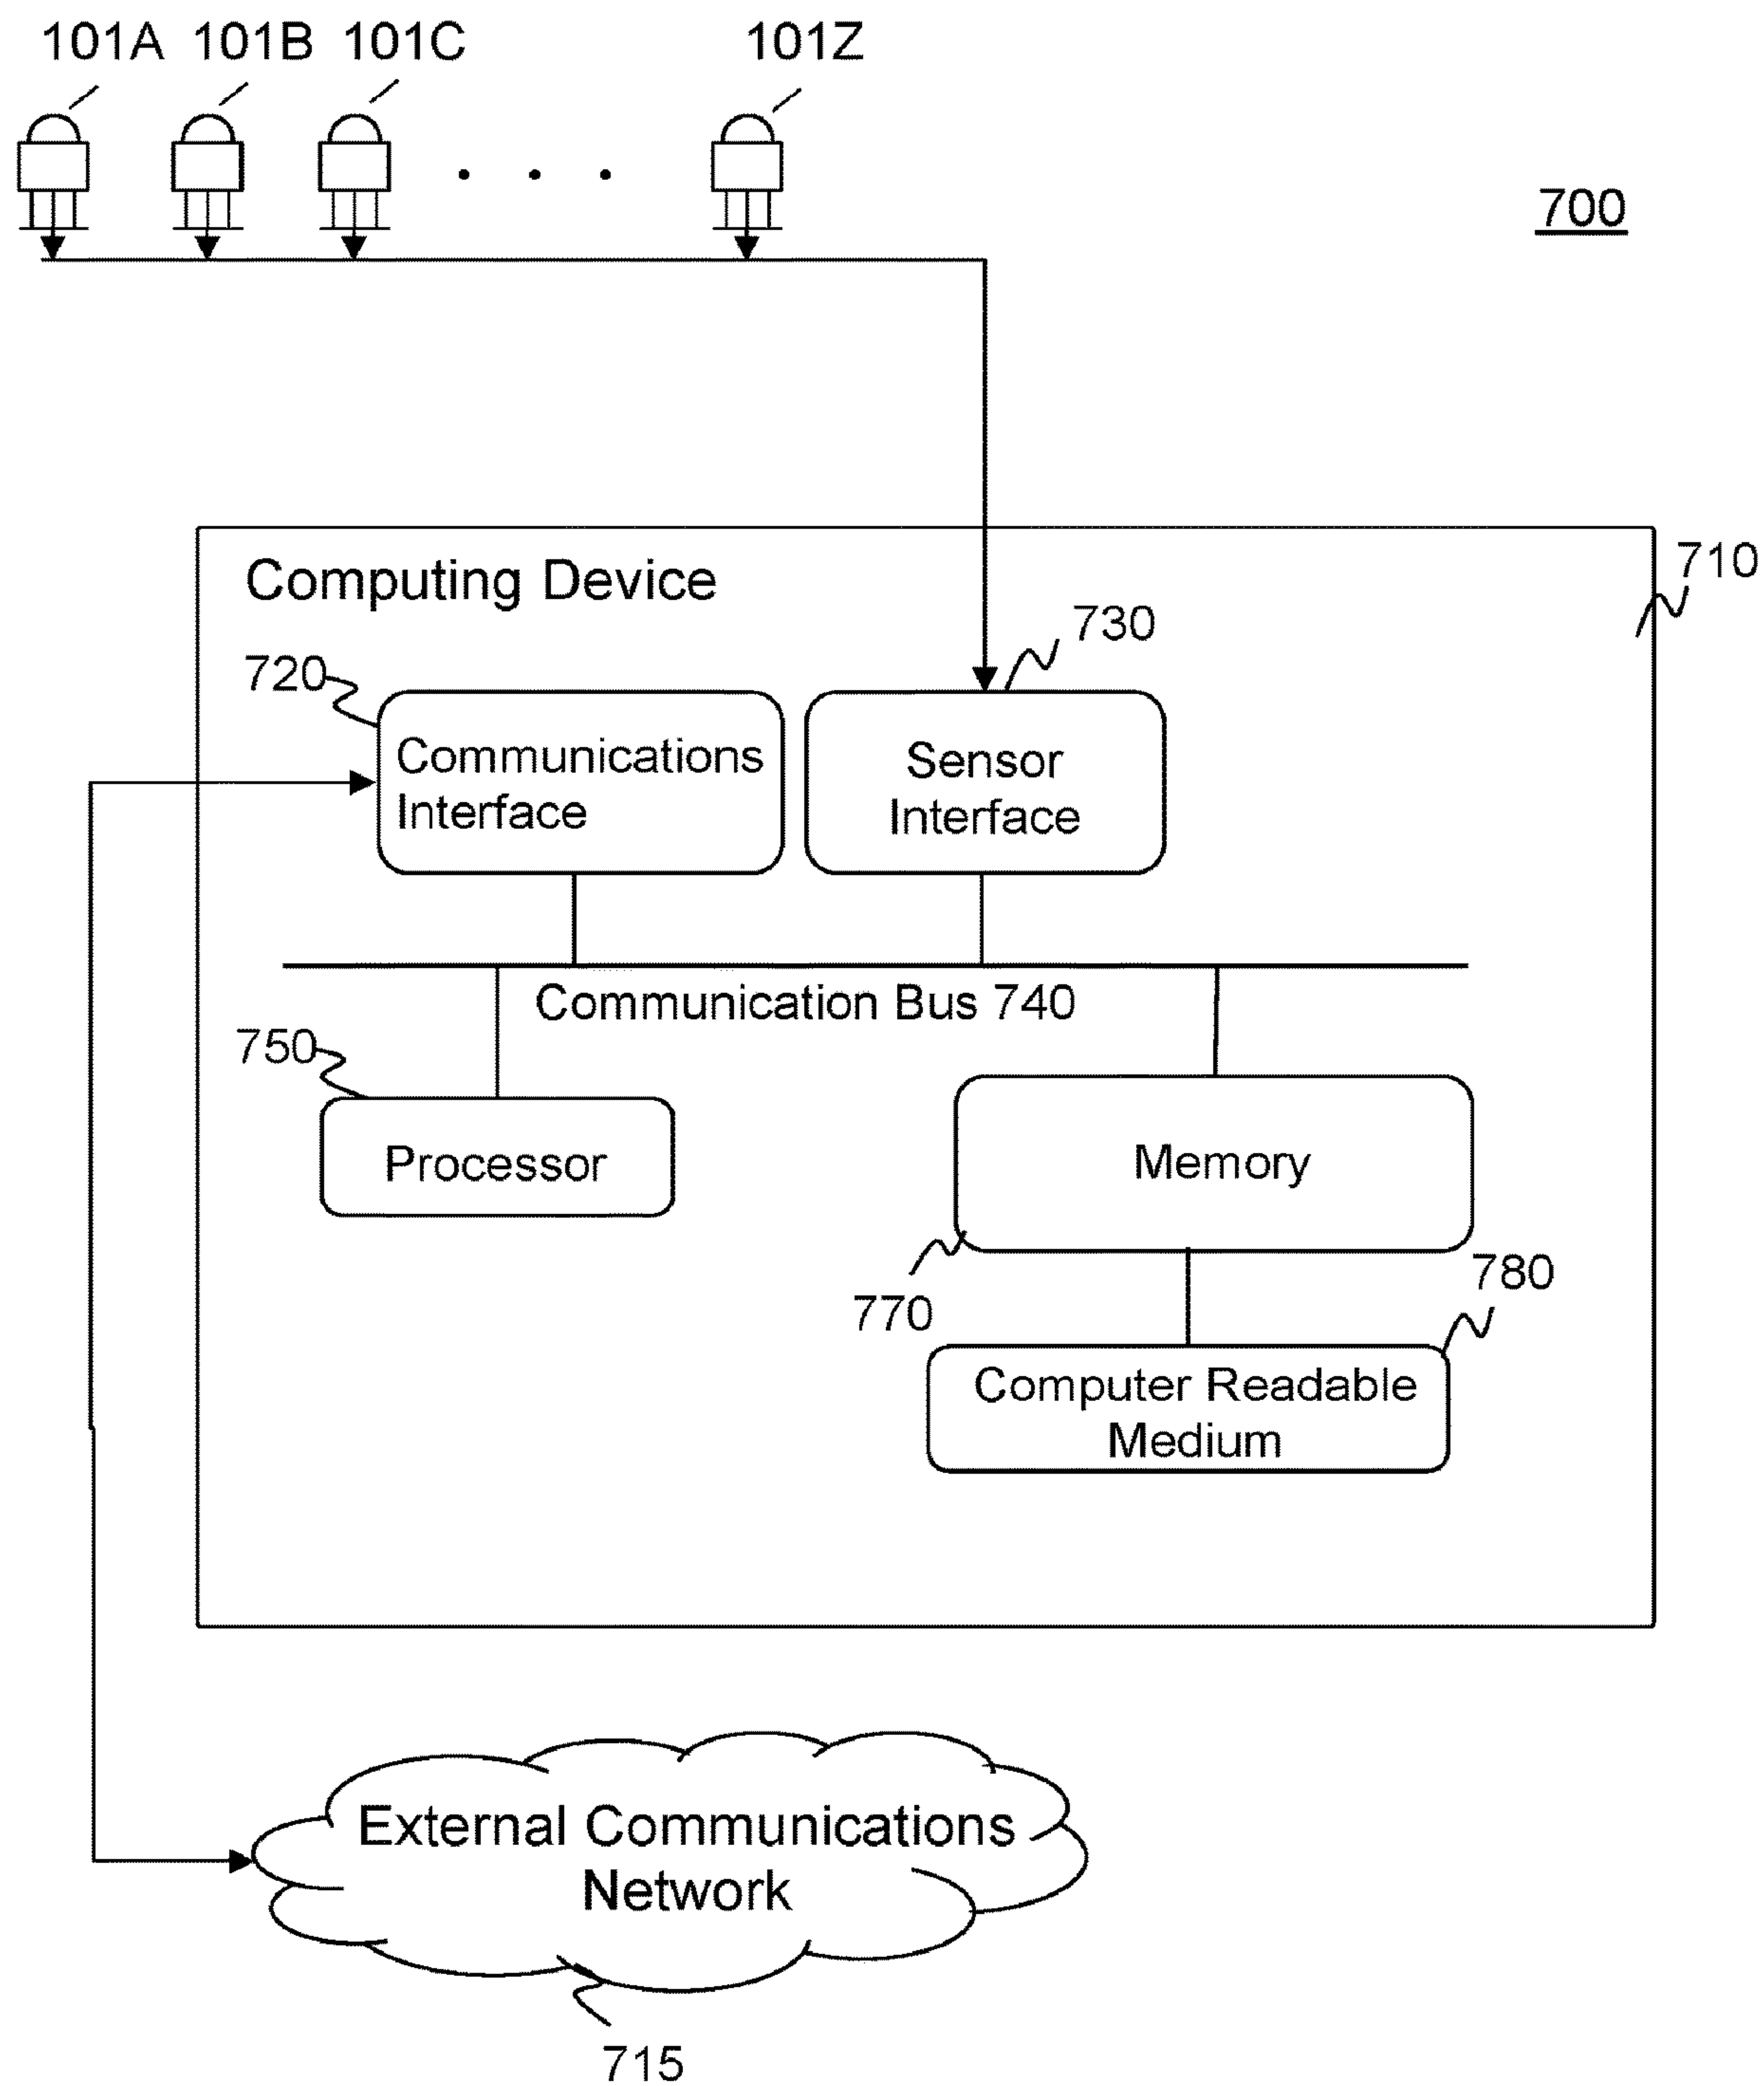 101A 101B 101C 101Z
700
Computing Device
710
730
720
Communications
Interface
Sensor
Interface
Communication Bus 740
750
Processor
Memory
770
780
Computer Readable
Medium
External Communications
Network
715